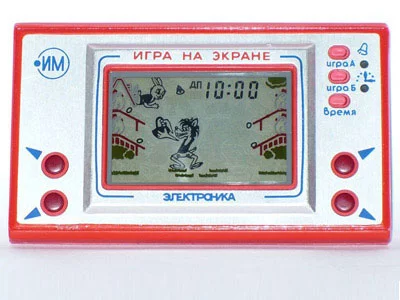 ИМ
ИГРА НА ЭКРАНЕ
ДП 10:00
игра А
игра Б
Время
ЭЛЕКТРОНИКА